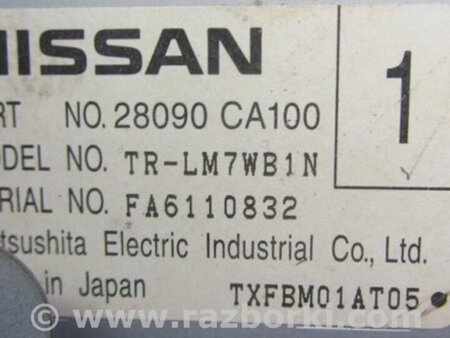 NISSAN
RT NO. 28090 CA100
1
ODEL NO. TR-LM7WB1N
RIAL NO. FA6110832
tsushita Electric Industrial Co., Ltd.
in Japan TXFBM01AT05
© www.razborki.com